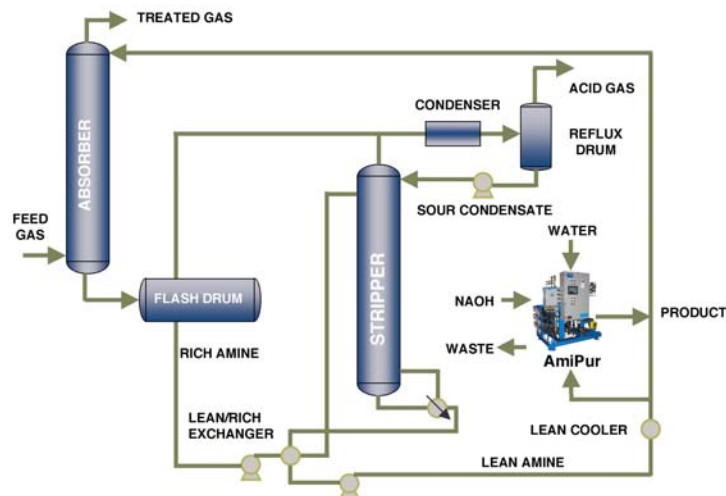 TREATED GAS
ABSORBER
FEED
GAS
FLASH DRUM
RICH AMINE
CONDENSER
ACID GAS
REFLUX
DRUM
SOUR CONDENSATE
STRIPPER
WATER
NAOH
WASTE
AmiPur
PRODUCT
LEAN/RICH
EXCHANGER
LEAN COOLER
LEAN AMINE